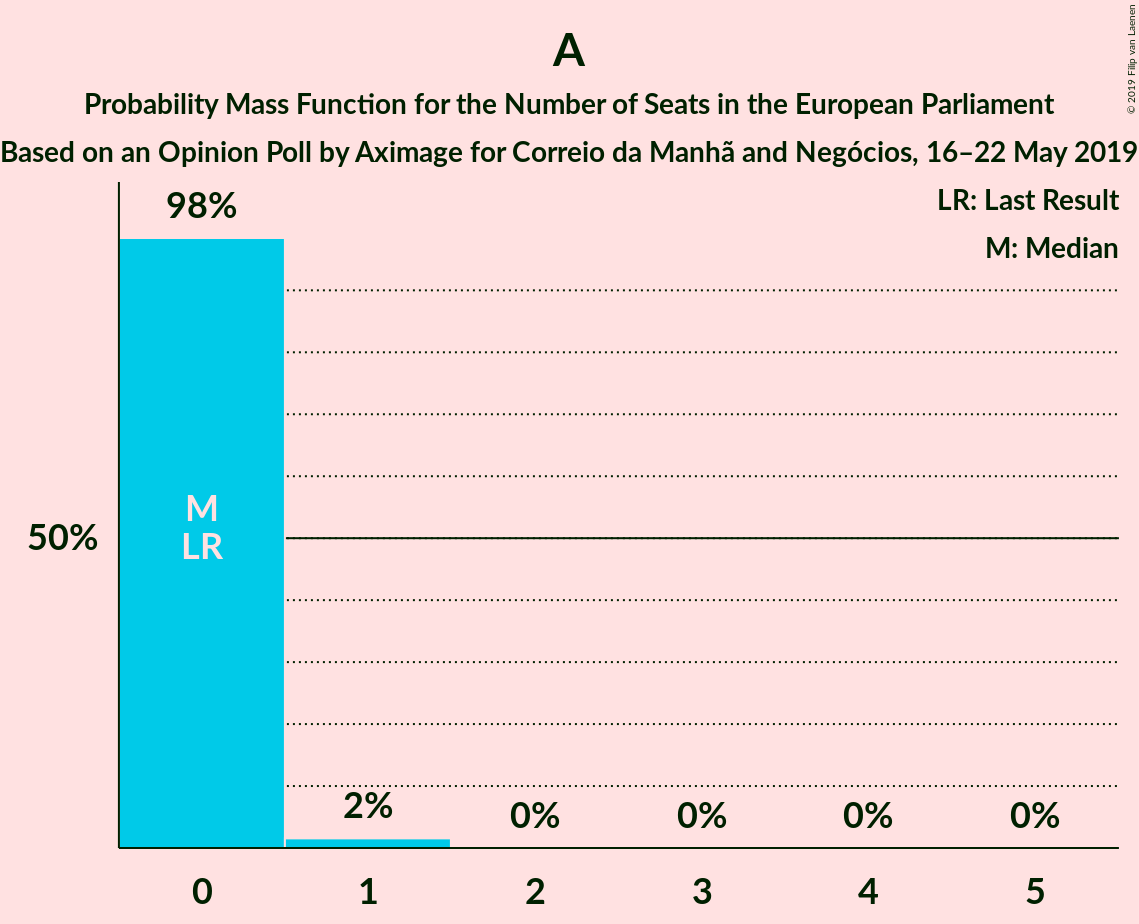 A
Probability Mass Function for the Number of Seats in the European Parliament
Based on an Opinion Poll by Aximage for Correio da Manhã and Negócios, 16–22 May 2019
© 2019 Filip van Laenen
LR: Last Result
M: Median
98%
M
LR
50%
2%
0%
0%
0%
0%
0
1
2
3
4
5